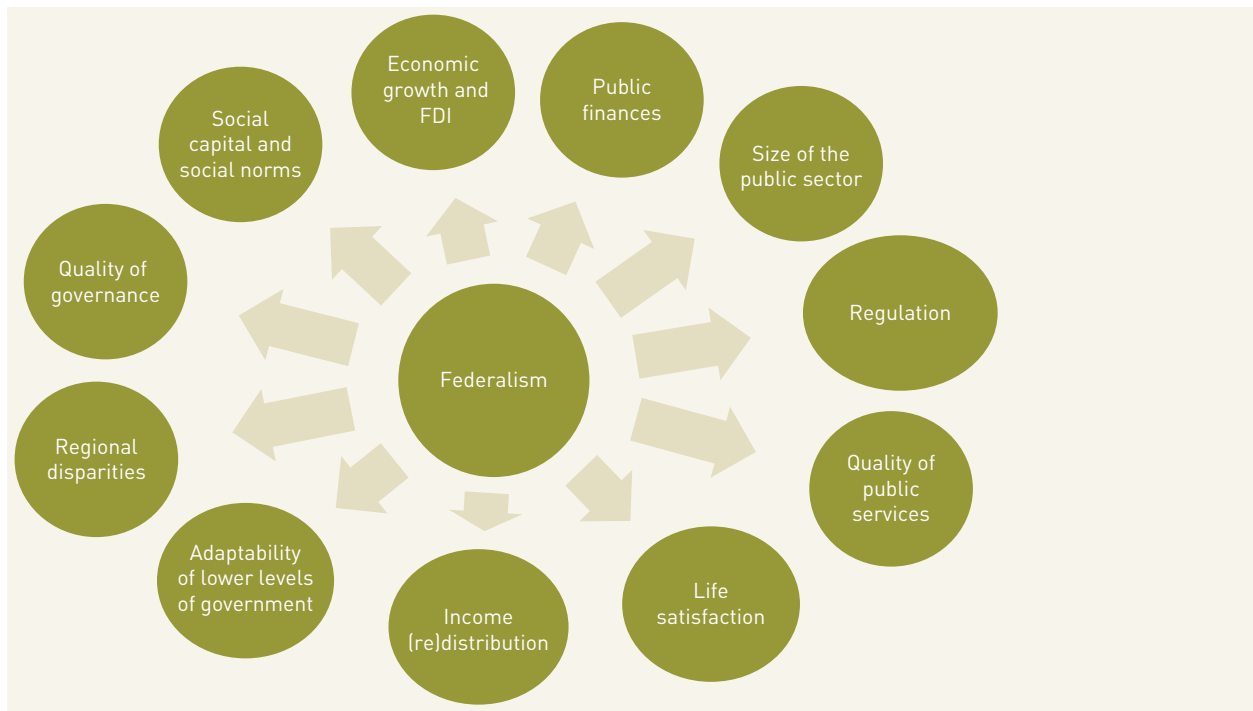 Economic
growth and
FDI
Public
finances
Social
capital and
social norms
Size of the
public sector
Quality of
governance
Regulation
Federalism
Regional
disparities
Quality of
public
services
Adaptability
of lower levels
of government
Income
(re)distribution
Life
satisfaction